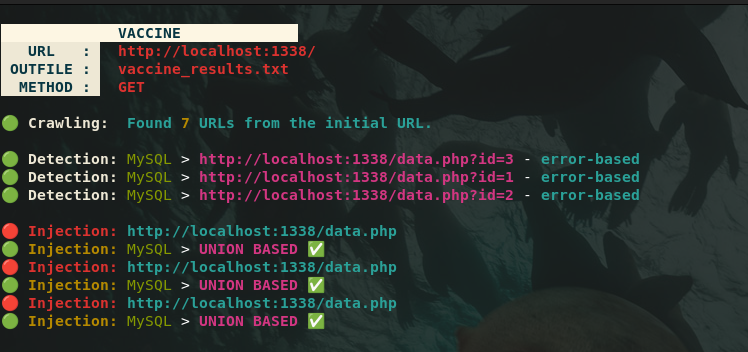 VACCINE
URL : http://localhost:1338/
OUTFILE : vaccine_results.txt
METHOD : GET
Crawling: Found 7 URLs from the initial URL.
Detection: MySQL > http://localhost:1338/data.php?id=3 - error-based
Detection: MySQL > http://localhost:1338/data.php?id=1 - error-based
Detection: MySQL > http://localhost:1338/data.php?id=2 - error-based
Injection: http://localhost:1338/data.php
Injection: MySQL > UNION BASED ✅
Injection: http://localhost:1338/data.php
Injection: MySQL > UNION BASED ✅
Injection: http://localhost:1338/data.php
Injection: MySQL > UNION BASED ✅